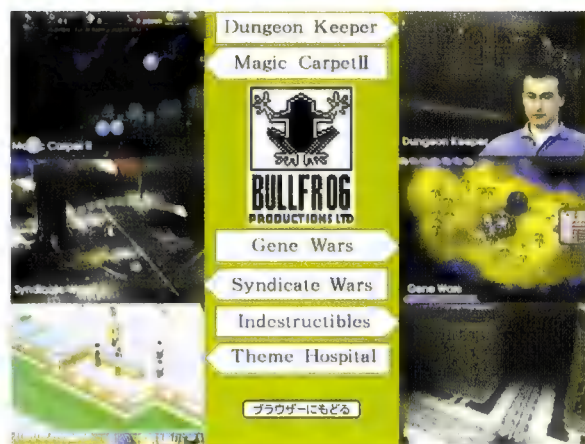 Dungeon Keeper
Magic CarpetⅡ
BULLFROG
PRODUCTIONS LTD
Gene Wars
Syndicate Wars
Indestructibles
Theme Hospital
ブラウザーにもどる
Magic Carpet Ⅱ
Dungeon Keeper
Syndicate Wars
Gene Wars